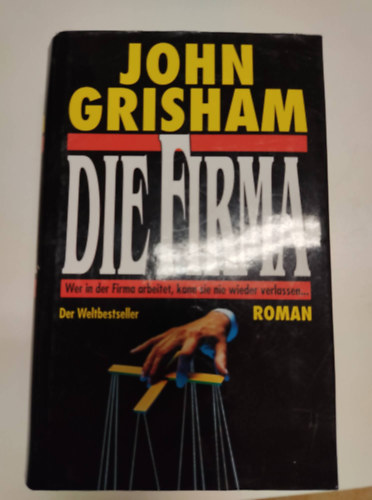 JOHN
GRISHAM
DIE FIRMA
Wer in der Firma arbeitet, kann sie nie wieder verlassen...
Der Weltbestseller
ROMAN